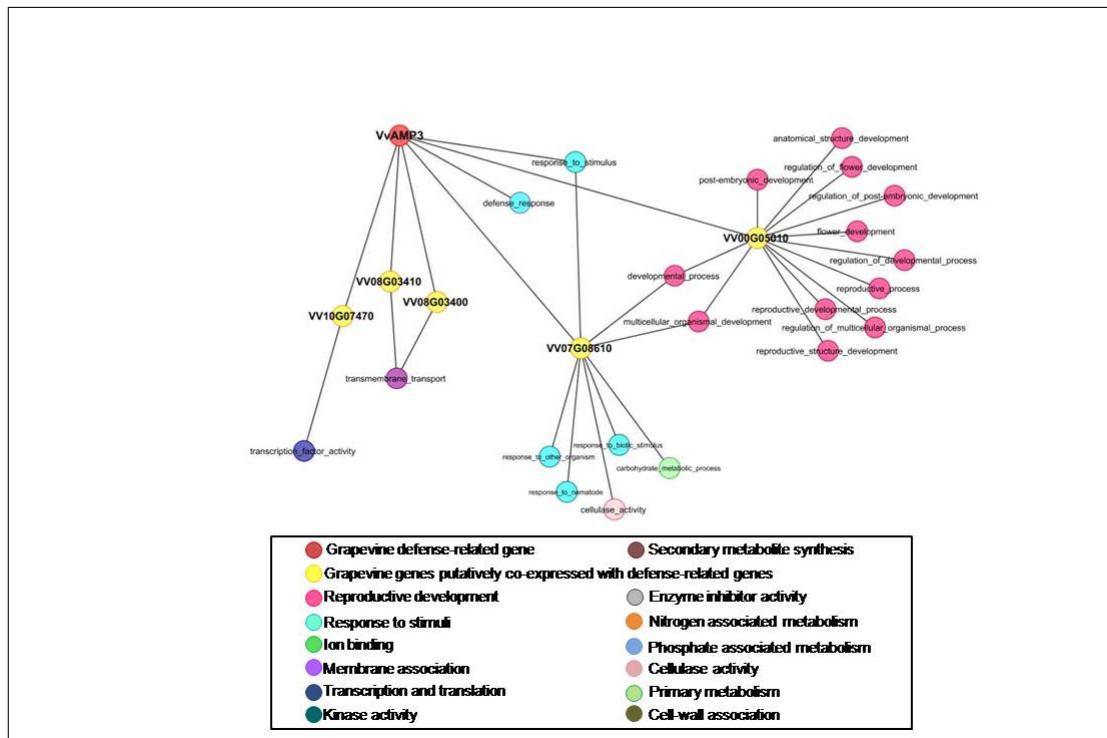 VvAMP3
response_to_stimulus
defense_response
anatomical_structure_development
regulation_of_flower_development
post-embryonic_development
regulation_of_post-embryonic_development
flower_development
VV00G05010
regulation_of_developmental_process
developmental_process
reproductive_process
VV08G03410
VV08G03400
VV10G07470
reproductive_developmental_process
multicellular_organismal_development
regulation_of_multicellular_organismal_process
VV07G08610
reproductive_structure_development
transmembrane_transport
transcription_factor_activity
response_to_biotic_stimulus
response_to_other_organism
carbohydrate_metabolic_process
response_to_nematode
cellulase_activity
Grapevine defense-related gene
Secondary metabolite synthesis
Grapevine genes putatively co-expressed with defense-related genes
Reproductive development
Enzyme inhibitor activity
Response to stimuli
Nitrogen associated metabolism
Ion binding
Phosphate associated metabolism
Membrane association
Cellulase activity
Transcription and translation
Primary metabolism
Kinase activity
Cell-wall association